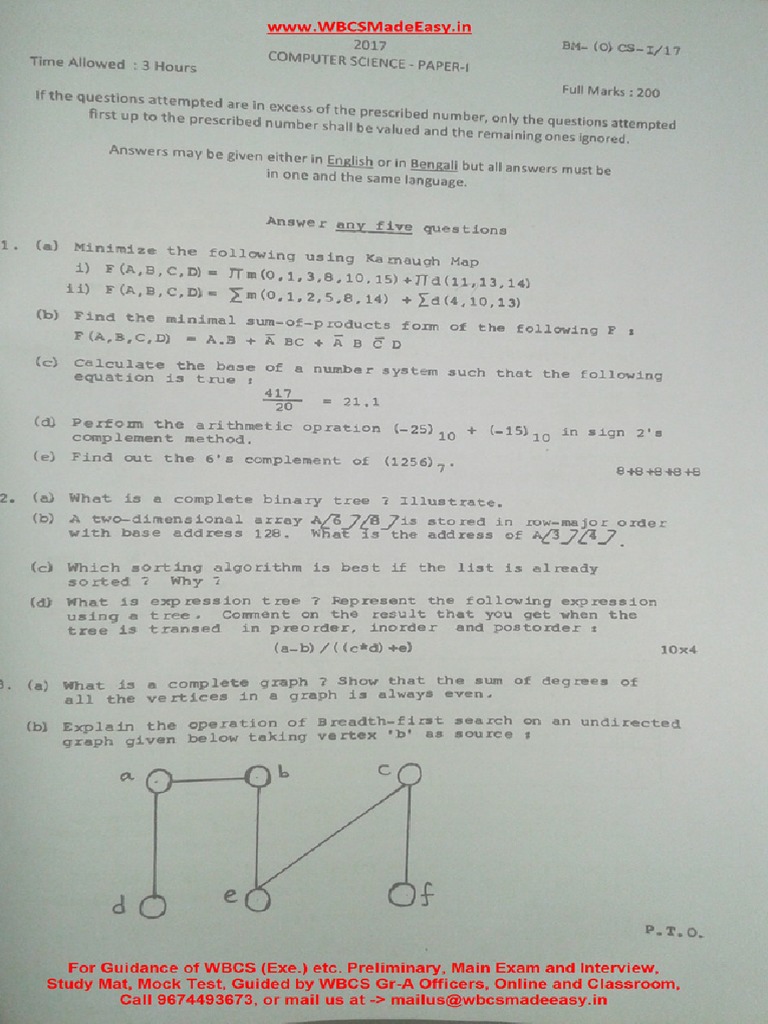 www.WBCSMadeEasy.in
2017
BM- (O) CS-I/17
Time Allowed : 3 Hours
COMPUTER SCIENCE - PAPER-I
Full Marks : 200
If the questions attempted are in excess of the prescribed number, only the questions attempted
first up to the prescribed number shall be valued and the remaining ones ignored.
Answers may be given either in English or in Bengali but all answers must be
in one and the same language.
Answer any five questions
1. (a) Minimize the following using Karnaugh Map
i) F(A,B,C,D) = ∏m(0,1,3,8,10,15)+∏d(11,13,14)
ii) F(A,B,C,D)= ∑m(0,1,2,5,8,14) +∑d(4,10,13)
(b) Find the minimal sum-of-products form of the following F :
F(A,B,C,D) = A.B + A̅ BC + A̅ B C̅ D
(c) Calculate the base of a number system such that the following
equation is true :
417/20 = 21.1
(d) Perform the arithmetic opration (-25)₁₀ + (-15)₁₀ in sign 2's
complement method.
(e) Find out the 6's complement of (1256)₇.
8+8+8+8+8
2. (a) What is a complete binary tree ? Illustrate.
(b) A two-dimensional array A[6][8] is stored in row-major order
with base address 128. What is the address of A[3][4].
(c) Which sorting algorithm is best if the list is already
sorted ? Why ?
(d) What is expression tree ? Represent the following expression
using a tree. Comment on the result that you get when the
tree is transed in preorder, inorder and postorder :
(a-b)/((c*d)+e)
10x4
3. (a) What is a complete graph ? Show that the sum of degrees of
all the vertices in a graph is always even.
(b) Explain the operation of Breadth-first search on an undirected
graph given below taking vertex 'b' as source :
a b c
d e f
P.T.O.
For Guidance of WBCS (Exe.) etc. Preliminary, Main Exam and Interview,
Study Mat, Mock Test, Guided by WBCS Gr-A Officers, Online and Classroom,
Call 9674493673, or mail us at -> mailus@wbcsmadeeasy.in